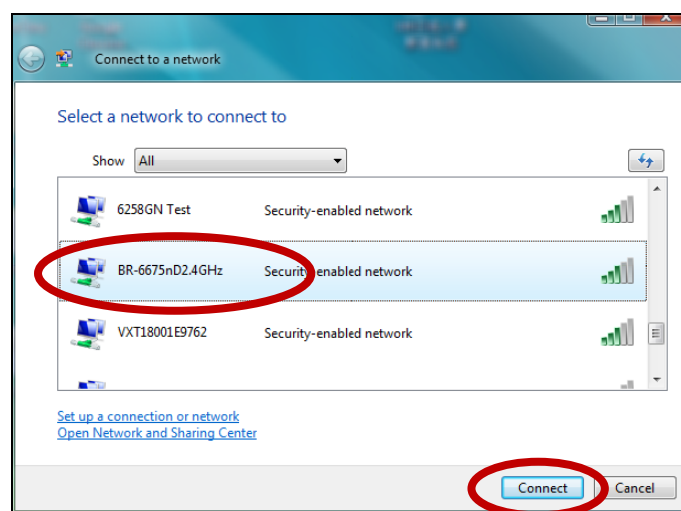 Connect to a network
Select a network to connect to
Show All
6258GN Test Security-enabled network
BR-6675nD2.4GHz Security-enabled network
VXT18001E9762 Security-enabled network
Set up a connection or network
Open Network and Sharing Center
Connect Cancel